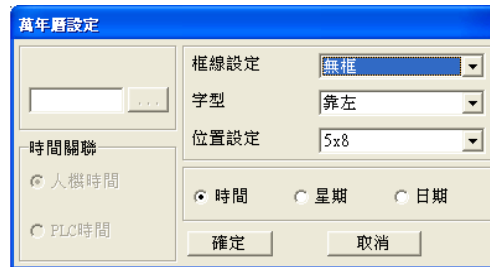 萬年曆設定
框線設定
無框
...
字型
靠左
位置設定
5x8
時間關聯
人機時間
PLC時間
時間
星期
日期
確定
取消